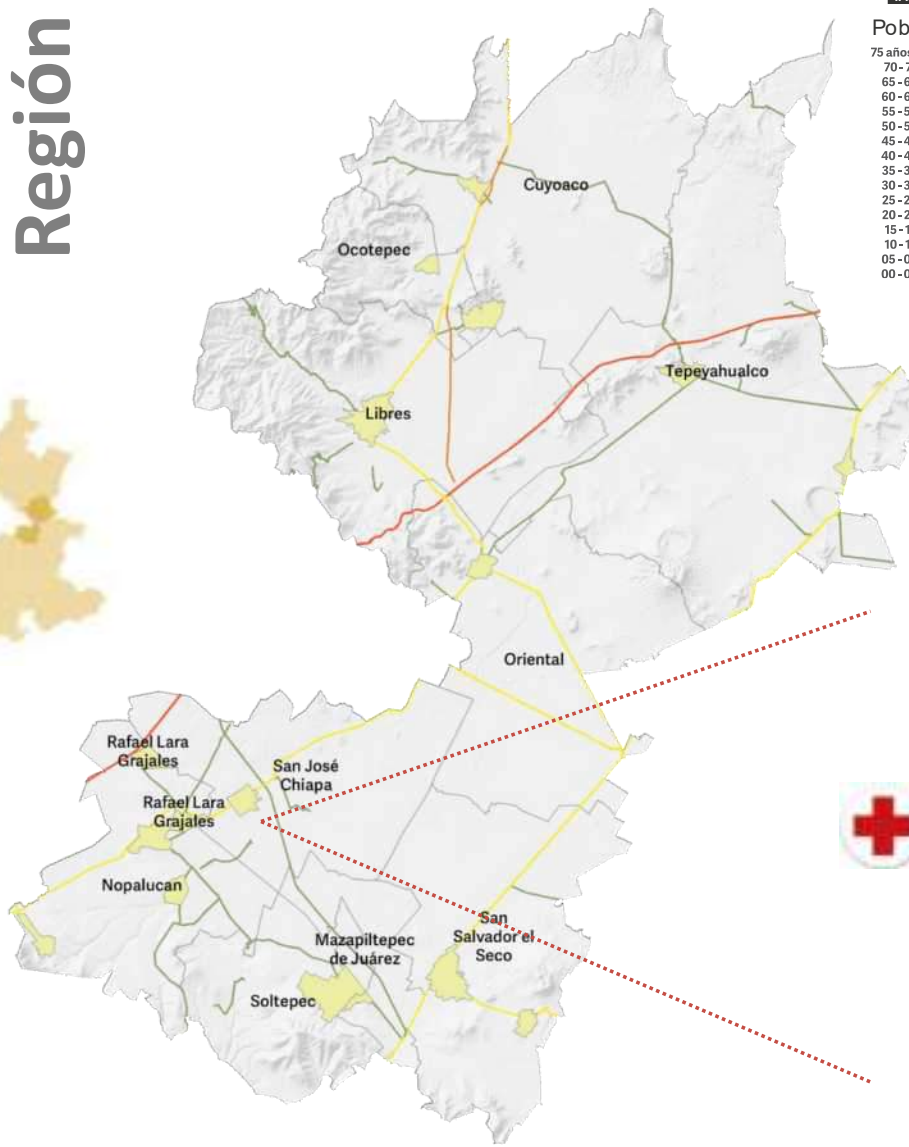 Región
Pob
75 años
70-7
65-6
60-6
55-5
50-5
45-4
40-4
35-3
30-3
25-2
20-2
15-1
10-1
05-0
00-0
Cuyoaco
Ocotepec
Tepeyahualco
Libres
Oriental
Rafael Lara
Grajales
San José
Chiapa
Rafael Lara
Grajales
Nopalucan
San
Salvador el
Seco
Mazapiltepec
de Juárez
Soltepec